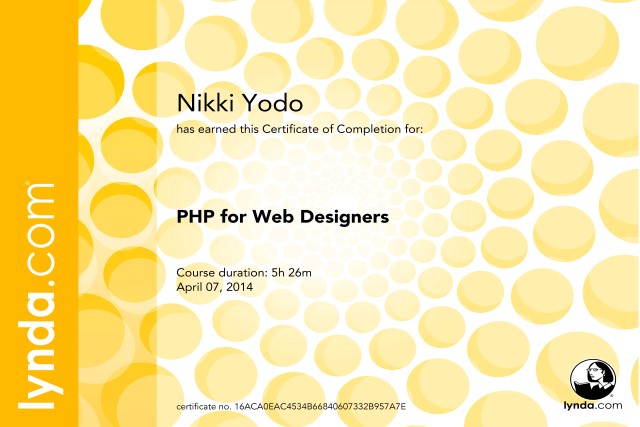 Nikki Yodo
has earned this Certificate of Completion for:
PHP for Web Designers
Course duration: 5h 26m
April 07, 2014
certificate no. 16ACA0EAC4534B66840607332B957A7E
lynda.com
lynda.com